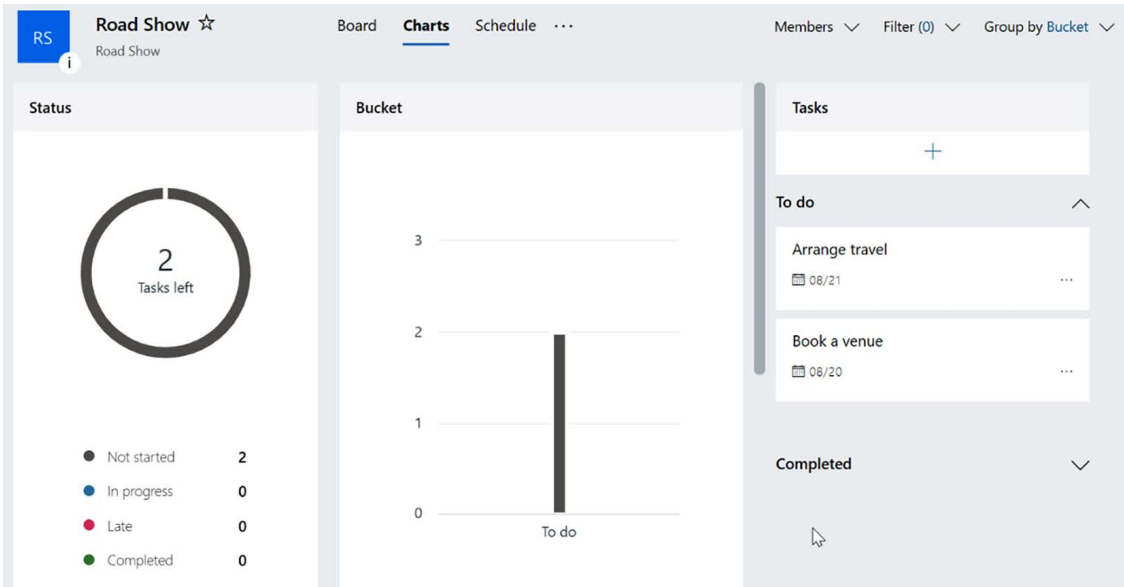 RS
i
Road Show
Road Show
Board Charts Schedule ...
Members Filter (0) Group by Bucket
Status
2
Tasks left
Not started 2
In progress 0
Late 0
Completed 0
Bucket
3
2
1
0
To do
Tasks
+
To do
Arrange travel
08/21
...
Book a venue
08/20
...
Completed